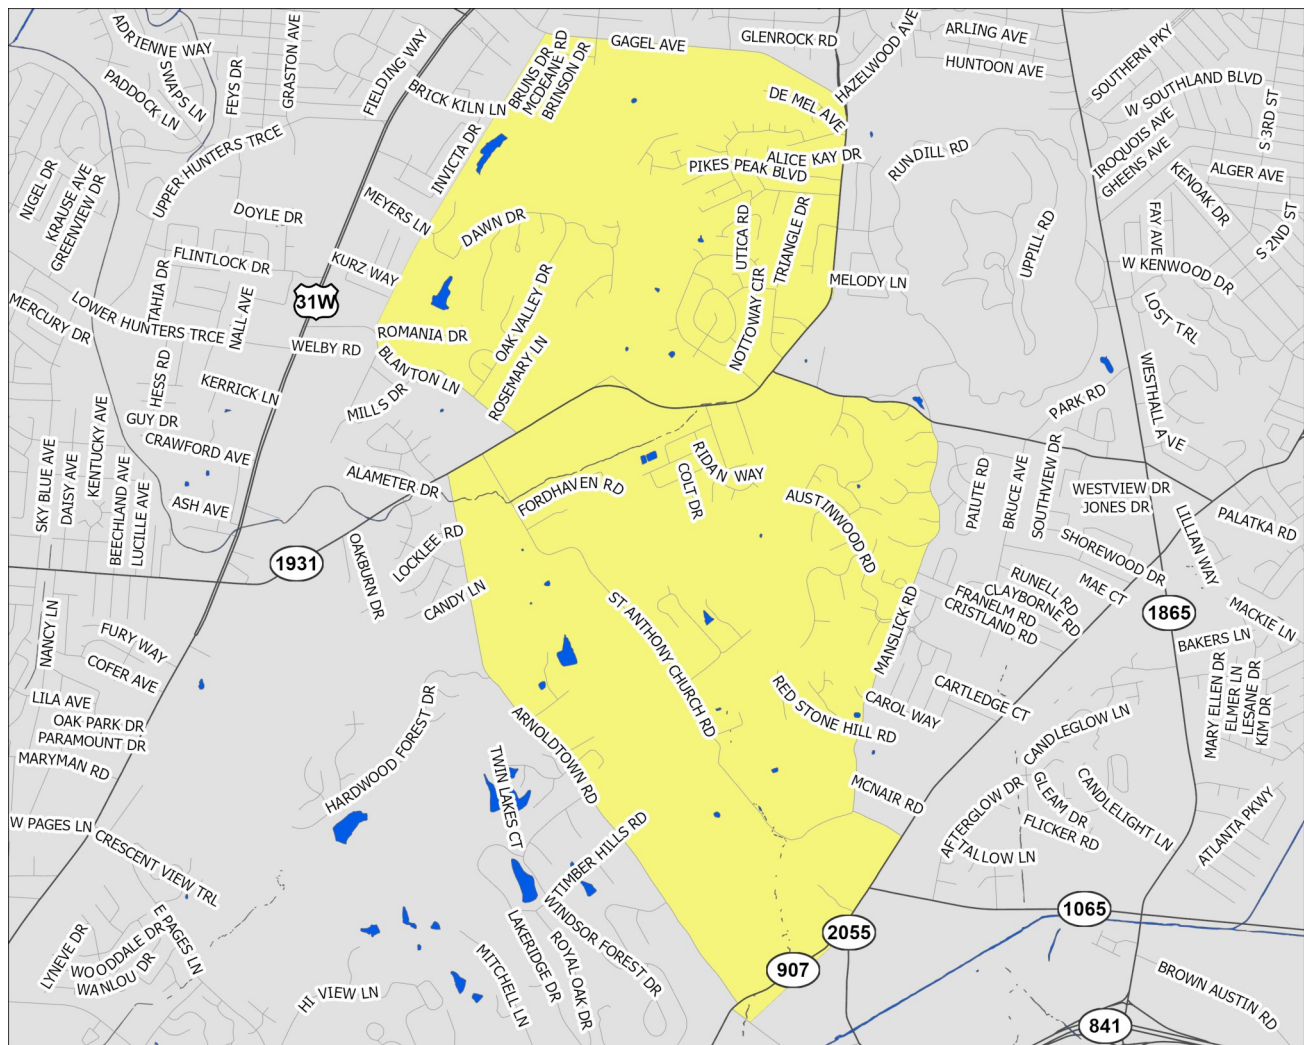 ADRIENNE WAY
SWAPS LN
PADDOCK LN
FEYS DR
GRASTON AVE
FIELDING WAY
BRICK KILN LN
BRUNS DR
MCDEANE RD
BRINSON DR
GAGEL AVE
GLENROCK RD
HAZELWOOD AVE
ARLING AVE
HUNTOON AVE
SOUTHERN PKY
W SOUTHLAND BLVD
S 3RD ST
DE MEL AVE
IROQUOIS AVE
GHEENS AVE
KENOAK DR
ALGER AVE
NIGEL DR
KRAUSE AVE
GREENVIEW DR
UPPER HUNTERS TRCE
INVICTA DR
ALICE KAY DR
PIKES PEAK BLVD
RUNDILL RD
DOYLE DR
MEYERS LN
DAWN DR
UTICA RD
TRIANGLE DR
UPPILL RD
FAY AVE
S 2ND ST
FLINTLOCK DR
KURZ WAY
MELODY LN
W KENWOOD DR
TAHIA DR
31W
MERCURY DR
LOWER HUNTERS TRCE
NALL AVE
OAK VALLEY DR
NOTTOWAY CIR
LOST TRL
WELBY RD
ROMANIA DR
BLANTON LN
ROSEMARY LN
HESS RD
KERRICK LN
MILLS DR
PARK RD
WESTHALL AVE
GUY DR
CRAWFORD AVE
SKY BLUE AVE
DAISY AVE
KENTUCKY AVE
BEECHLAND AVE
LUCILLE AVE
ASH AVE
ALAMETER DR
FORDHAVEN RD
RIDAN WAY
COLT DR
AUSTINWOOD RD
PAIUTE RD
BRUCE AVE
SOUTHVIEW DR
WESTVIEW DR
JONES DR
LILLIAN WAY
PALATKA RD
1931
OAKBURN DR
LOCKLEE RD
CANDY LN
SHOREWOOD DR
MAE CT
RUNELL RD
CLAYBORNE RD
FRANELM RD
CRISTLAND RD
1865
MACKIE LN
BAKERS LN
NANCY LN
FURY WAY
COFER AVE
ST ANTHONY CHURCH RD
MANSLICK RD
MARY ELLEN DR
ELMER LN
LESANE DR
KIM DR
LILA AVE
OAK PARK DR
PARAMOUNT DR
MARYMAN RD
HARDWOOD FOREST DR
ARNOLDTOWN RD
RED STONE HILL RD
CAROL WAY
CARTLEDGE CT
CANDLEGLOW LN
TWIN LAKES CT
MCNAIR RD
AFTERGLOW DR
GLEAM DR
CANDLELIGHT LN
FLICKER RD
TALLOW LN
ATLANTA PKWY
W PAGES LN
CRESCENT VIEW TRL
TIMBER HILLS RD
WINDSOR FOREST DR
1065
2055
907
E PAGES LN
LYNEVE DR
WOODDALE DR
WANLOU DR
LAKERIDGE DR
ROYAL OAK DR
MITCHELL LN
HI VIEW LN
BROWN AUSTIN RD
841